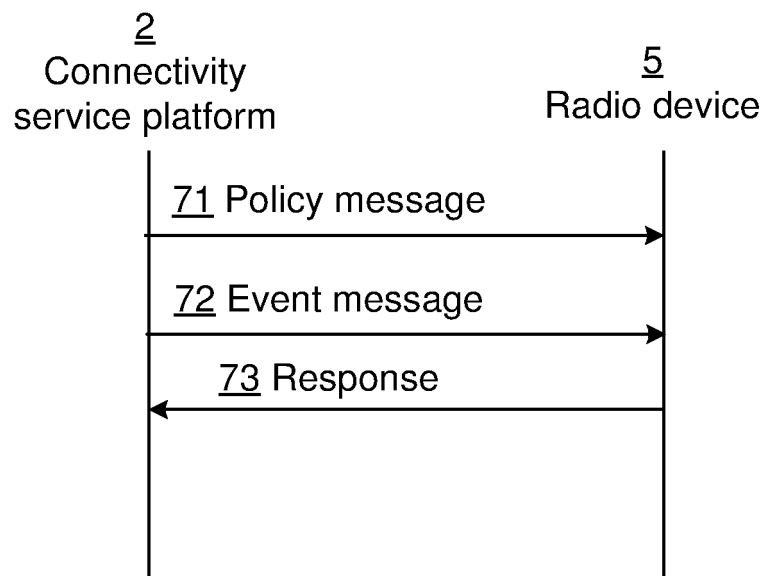 2
Connectivity
service platform
5
Radio device
71 Policy message
72 Event message
73 Response